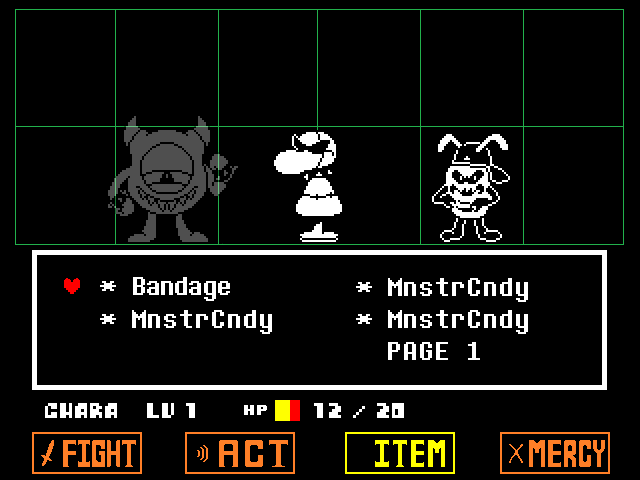 * Bandage * MnstrCndy
* MnstrCndy * MnstrCndy
PAGE 1
CHARA LV 1 HP 12 / 20
FIGHT ACT ITEM MERCY